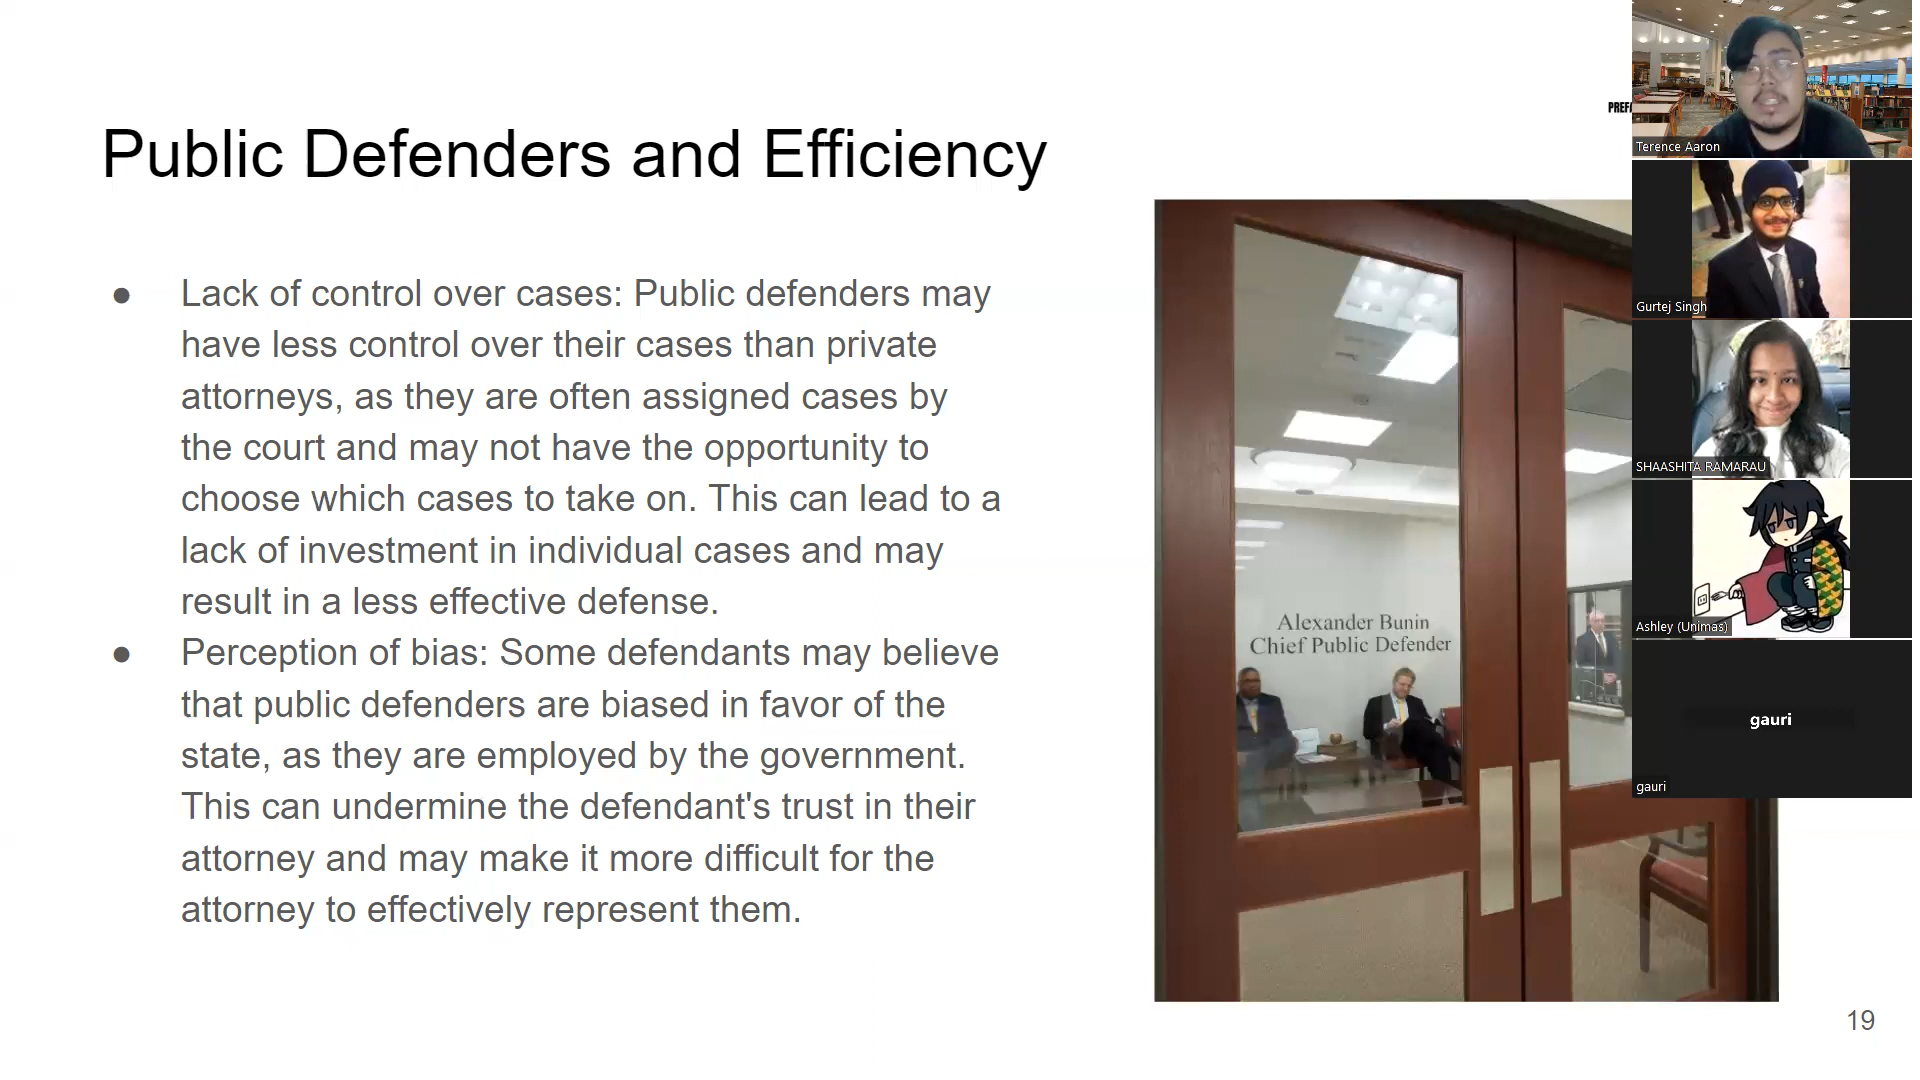 PREFA
Public Defenders and Efficiency
● Lack of control over cases: Public defenders may
have less control over their cases than private
attorneys, as they are often assigned cases by
the court and may not have the opportunity to
choose which cases to take on. This can lead to a
lack of investment in individual cases and may
result in a less effective defense.
● Perception of bias: Some defendants may believe
that public defenders are biased in favor of the
state, as they are employed by the government.
This can undermine the defendant's trust in their
attorney and may make it more difficult for the
attorney to effectively represent them.
Alexander Bunin
Chief Public Defender
Terence Aaron
Gurtej Singh
SHAASHITA RAMARAU
Ashley (Unimas)
gauri
gauri
19